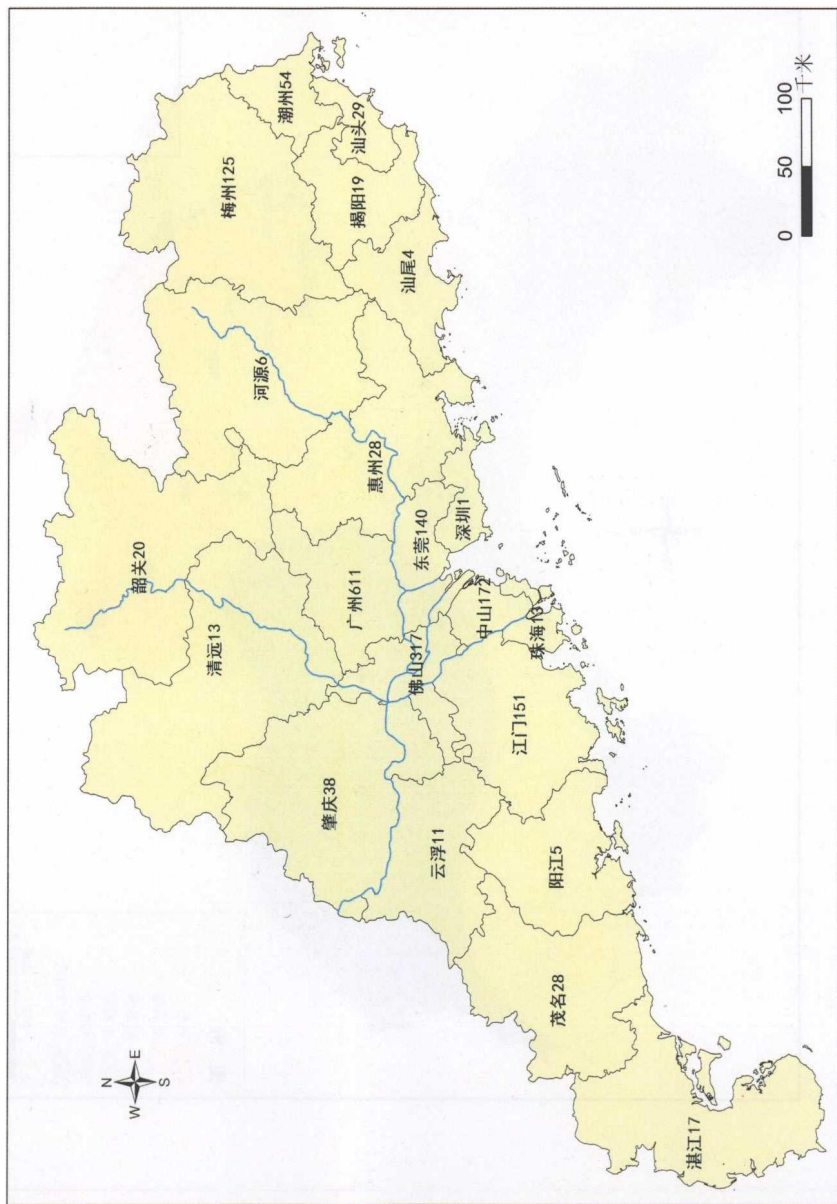 N
W
E
S
韶关20
清远13
梅州125
潮州54
河源6
肇庆38
广州611
惠州28
揭阳19
汕头29
汕尾4
东莞140
佛山317
深圳1
云浮11
中山172
江门151
珠海13
阳江5
茂名28
湛江17
0 50 100
千米